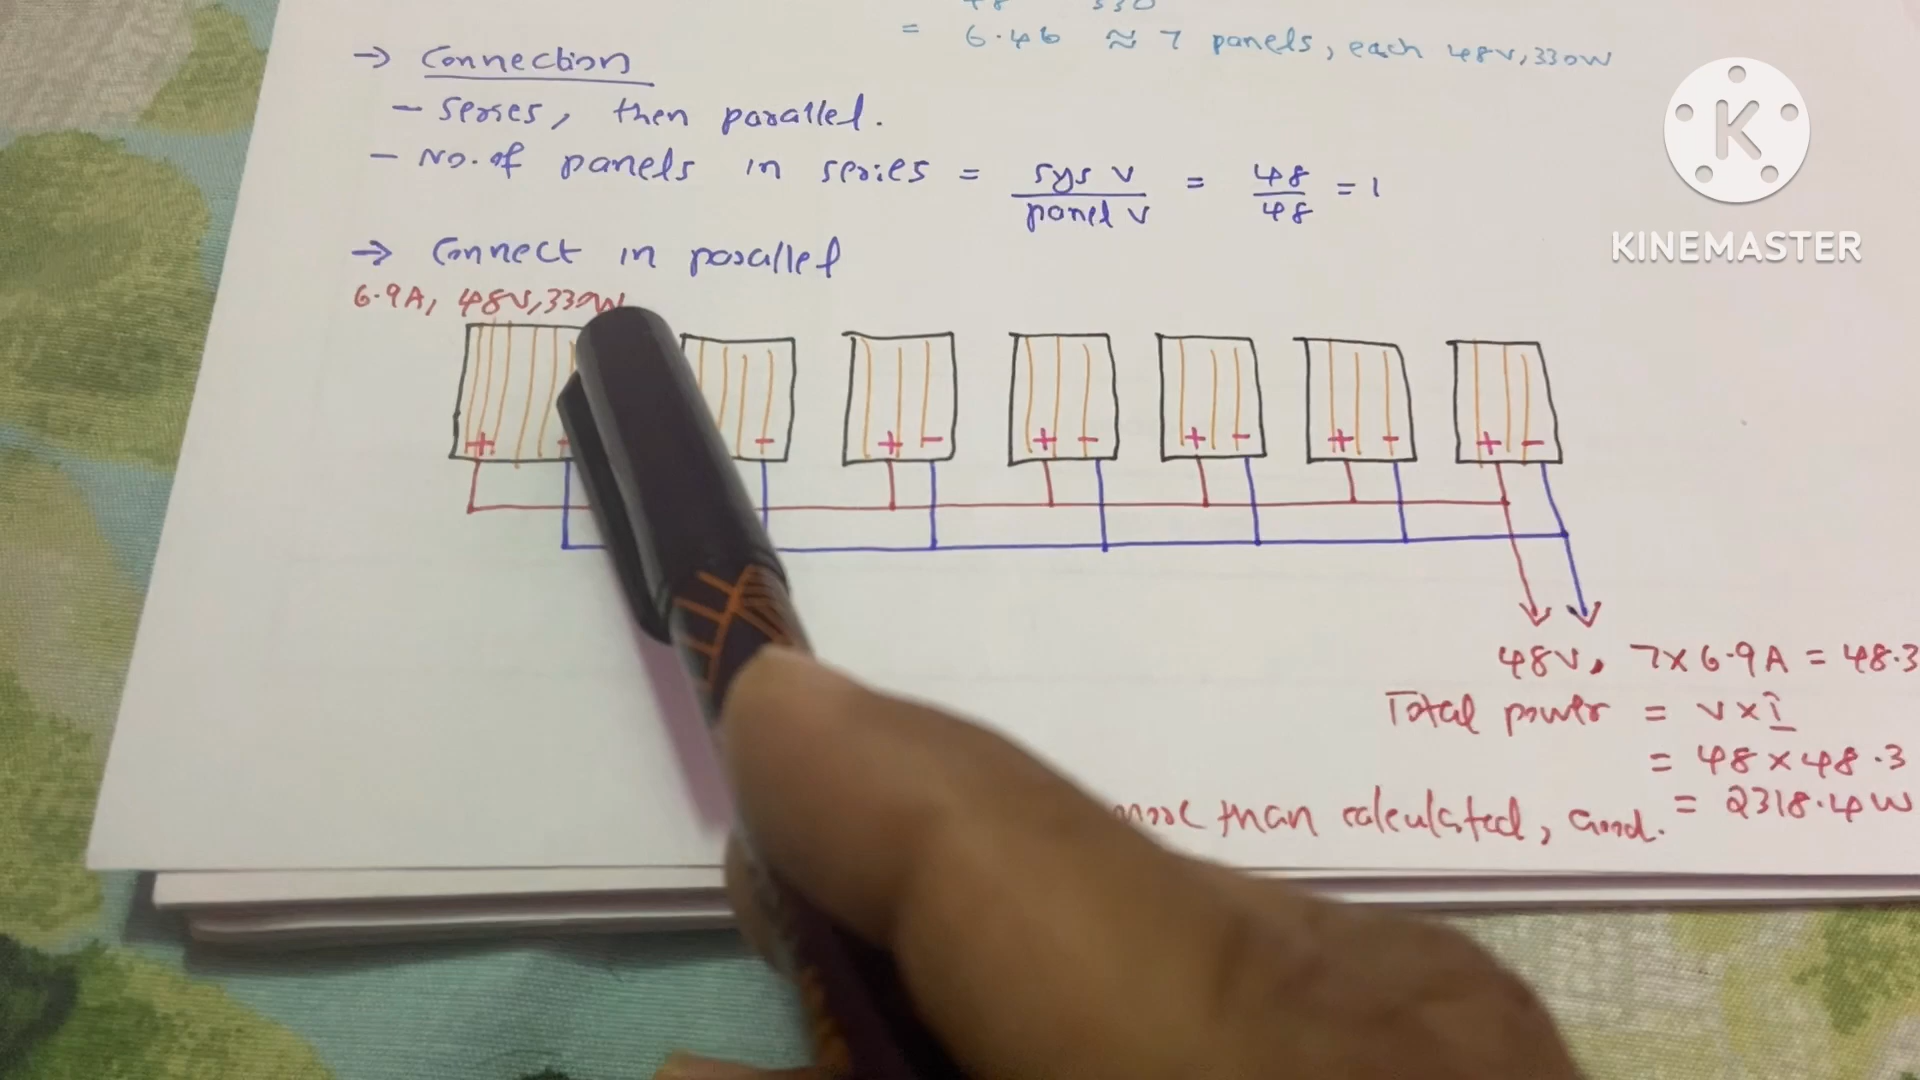 = 6.46 ≈ 7 panels, each 48V, 330W
→ Connection
- Series, then parallel.
- No. of panels in series = sys V / panel V = 48 / 48 = 1
→ Connect in parallel
6.9A, 48V, 330W
+ - + - + - + - + - + -
48V, 7 x 6.9A = 48.3
Total power = V x I
= 48 x 48.3
= 2318.4W
more than calculated, Good.
K
KINEMASTER